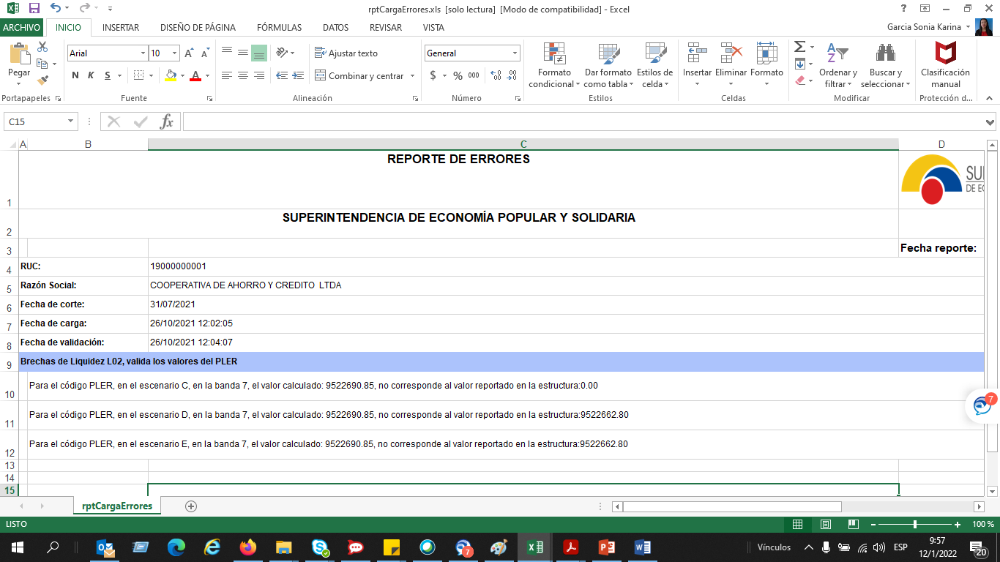 rptCargaErrores.xls [solo lectura] [Modo de compatibilidad] - Excel
ARCHIVO INICIO INSERTAR DISEÑO DE PÁGINA FÓRMULAS DATOS REVISAR VISTA Garcia Sonia Karina
Pegar
Arial 10
N K S
Ajustar texto
Combinar y centrar
General
$ % 000
Formato condicional
Dar formato como tabla
Estilos de celda
Insertar Eliminar Formato
Ordenar y filtrar
Buscar y seleccionar
Clasificación manual
Portapapeles Fuente Alineación Número Estilos Celdas Modificar Protección d...
C15 fx
A B C D
REPORTE DE ERRORES
SU
DE E
1
SUPERINTENDENCIA DE ECONOMÍA POPULAR Y SOLIDARIA
2
3 Fecha reporte:
4 RUC: 19000000001
5 Razón Social: COOPERATIVA DE AHORRO Y CREDITO LTDA
6 Fecha de corte: 31/07/2021
7 Fecha de carga: 26/10/2021 12:02:05
8 Fecha de validación: 26/10/2021 12:04:07
9 Brechas de Liquidez L02, valida los valores del PLER
10 Para el código PLER, en el escenario C, en la banda 7, el valor calculado: 9522690.85, no corresponde al valor reportado en la estructura:0.00
7
11 Para el código PLER, en el escenario D, en la banda 7, el valor calculado: 9522690.85, no corresponde al valor reportado en la estructura:9522662.80
12 Para el código PLER, en el escenario E, en la banda 7, el valor calculado: 9522690.85, no corresponde al valor reportado en la estructura:9522662.80
13
14
15
rptCargaErrores
LISTO 100 %
7
Vínculos ESP
9:57
12/1/2022
20